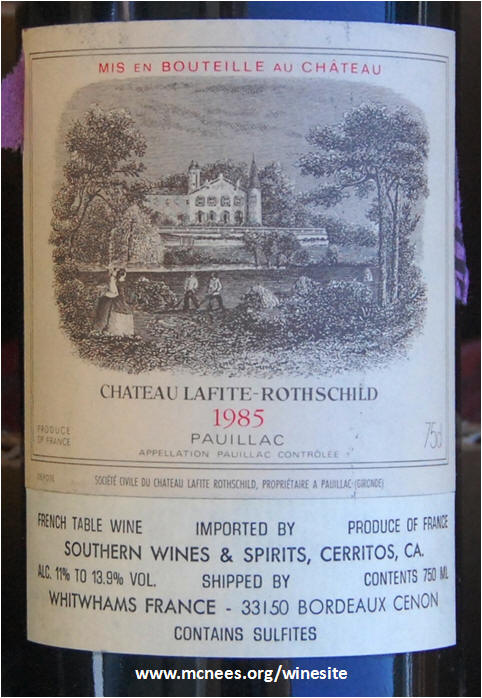 MIS EN BOUTEILLE AU CHÂTEAU
CHATEAU LAFITE-ROTHSCHILD
1985
PAUILLAC
APPELLATION PAUILLAC CONTRÔLÉE
PRODUCE
OF FRANCE
75cl
DÉPOSÉ
SOCIÉTÉ CIVILE DU CHATEAU LAFITE ROTHSCHILD, PROPRIÉTAIRE A PAUILLAC (GIRONDE)
FRENCH TABLE WINE IMPORTED BY PRODUCE OF FRANCE
SOUTHERN WINES & SPIRITS, CERRITOS, CA.
ALC. 11% TO 13.9% VOL. SHIPPED BY CONTENTS 750 ML
WHITWHAMS FRANCE - 33150 BORDEAUX CENON
CONTAINS SULFITES
www.mcnees.org/winesite